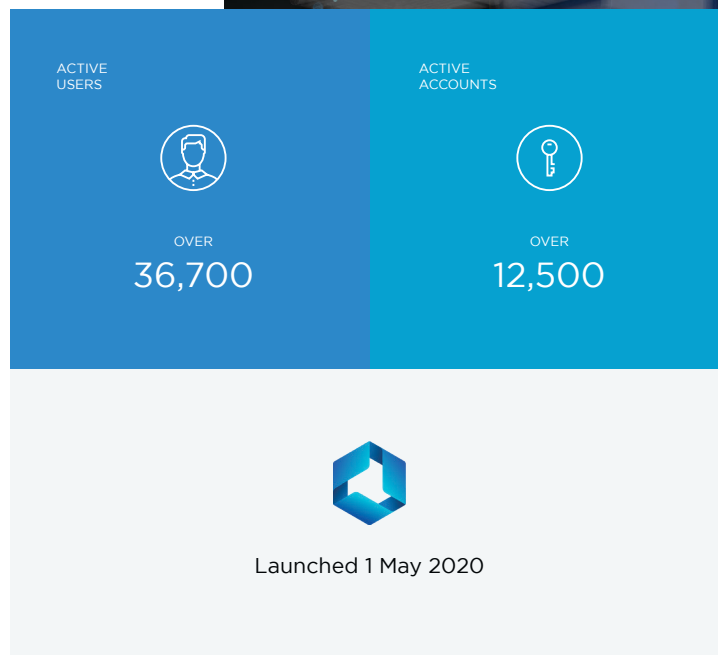 ACTIVE
USERS
OVER
36,700
ACTIVE
ACCOUNTS
OVER
12,500
Launched 1 May 2020